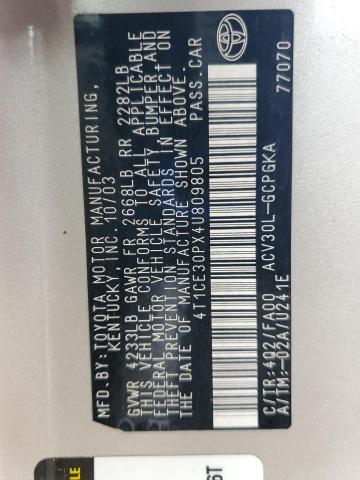 MFD.BY:TOYOTA MOTOR MANUFACTURING,
KENTUCKY, INC. 10/03
GVWR 4233LB GAWR FR 2668LB RR 2282LB
THIS VEHICLE CONFORMS TO ALL APPLICABLE
FEDERAL MOTOR VEHICLE SAFETY BUMPER AND
THEFT PREVENTION STANDARDS IN EFFECT ON
THE DATE OF MANUFACTURE SHOWN ABOVE.
4T1CE30PX4U809805 PASS.CAR
C/TR:4Q2/FA00 ACV30L-GCPGKA
A/TM:-02A/U241E 77070
6T